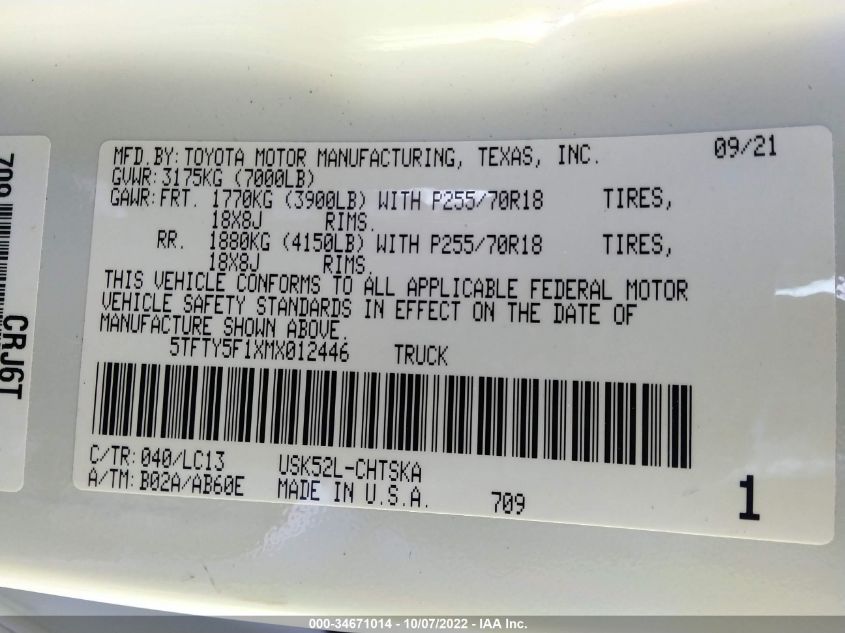 MFD.BY:TOYOTA MOTOR MANUFACTURING, TEXAS, INC. 09/21
GVWR:3175KG (7000LB)
GAWR:FRT. 1770KG (3900LB) WITH P255/70R18 TIRES,
18X8J RIMS.
RR. 1880KG (4150LB) WITH P255/70R18 TIRES,
18X8J RIMS.
THIS VEHICLE CONFORMS TO ALL APPLICABLE FEDERAL MOTOR
VEHICLE SAFETY STANDARDS IN EFFECT ON THE DATE OF
MANUFACTURE SHOWN ABOVE.
5TFTY5F1XMX012446 TRUCK
C/TR:040/LC13 USK52L-CHTSKA
A/TM:B02A/AB60E MADE IN U.S.A. 709 1
709
CRJ6T
000-34671014 - 10/07/2022 - IAA Inc.